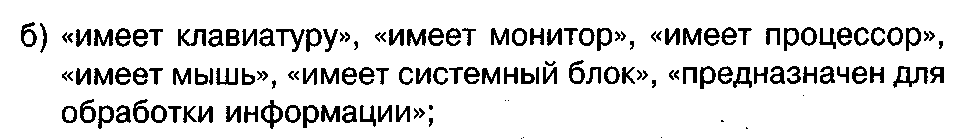 б) «имеет клавиатуру», «имеет монитор», «имеет процессор»,
«имеет мышь», «имеет системный блок», «предназначен для
обработки информации»;